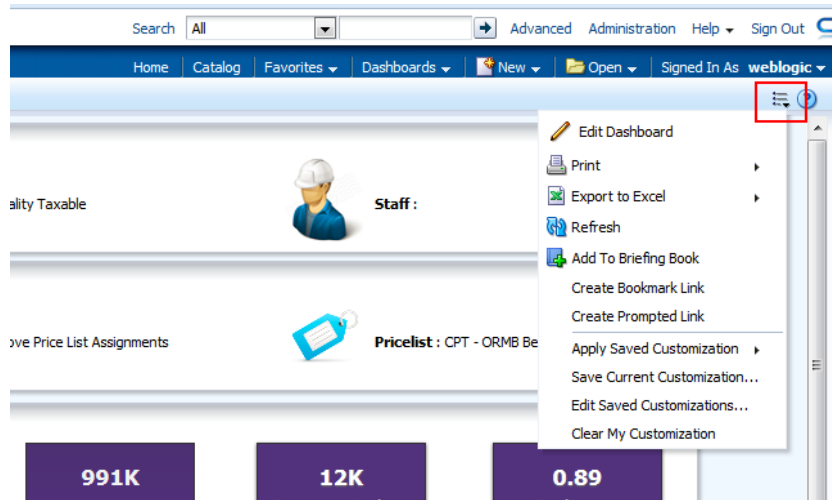 Search All Advanced Administration Help Sign Out
Home Catalog Favorites Dashboards New Open Signed In As weblogic
Edit Dashboard
Print
Export to Excel
Refresh
Add To Briefing Book
Create Bookmark Link
Create Prompted Link
Apply Saved Customization
Save Current Customization...
Edit Saved Customizations...
Clear My Customization
ality Taxable Staff :
ove Price List Assignments Pricelist : CPT - ORMB Be
991K 12K 0.89